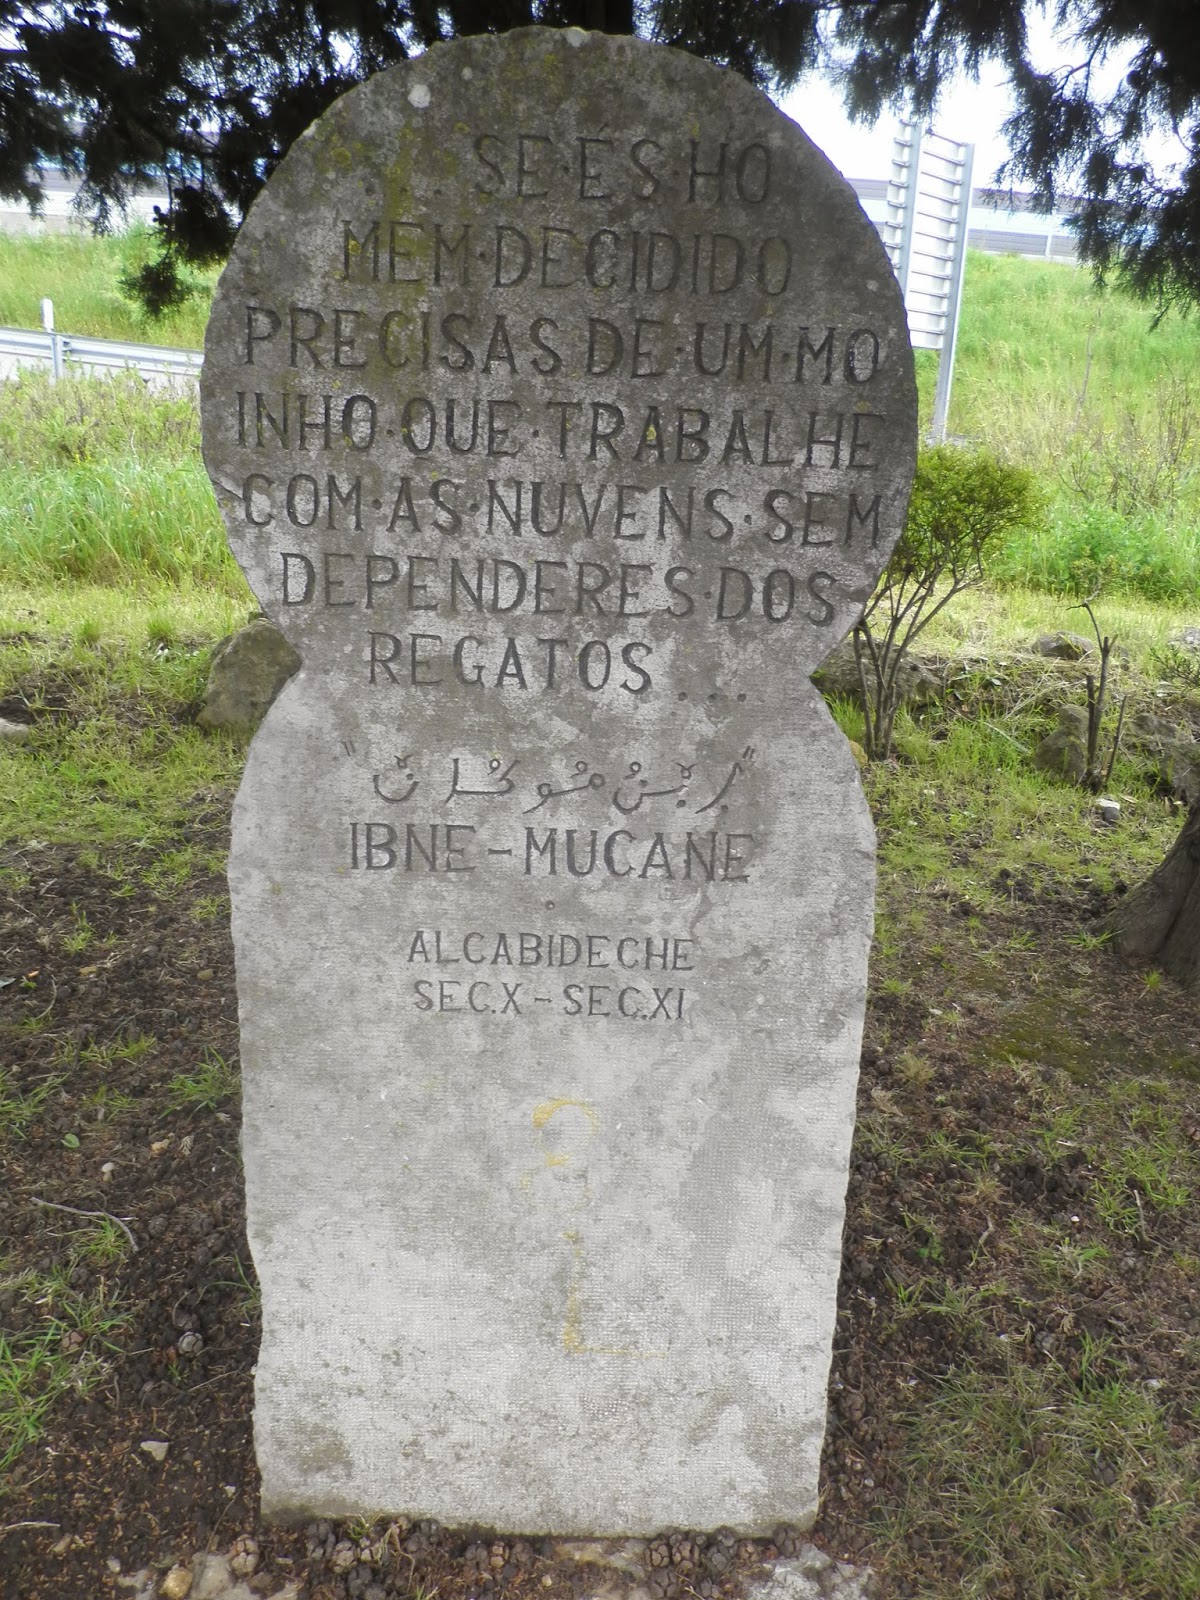 ... SE·ÉS·HO
MEM·DECIDIDO
PRECISAS DE·UM·MO
INHO·QUE·TRABALHE
COM·AS·NUVENS·SEM
DEPENDERES·DOS
REGATOS...
IBNE-MUCANE
ALCABIDECHE
SEC.X-SEC.XI